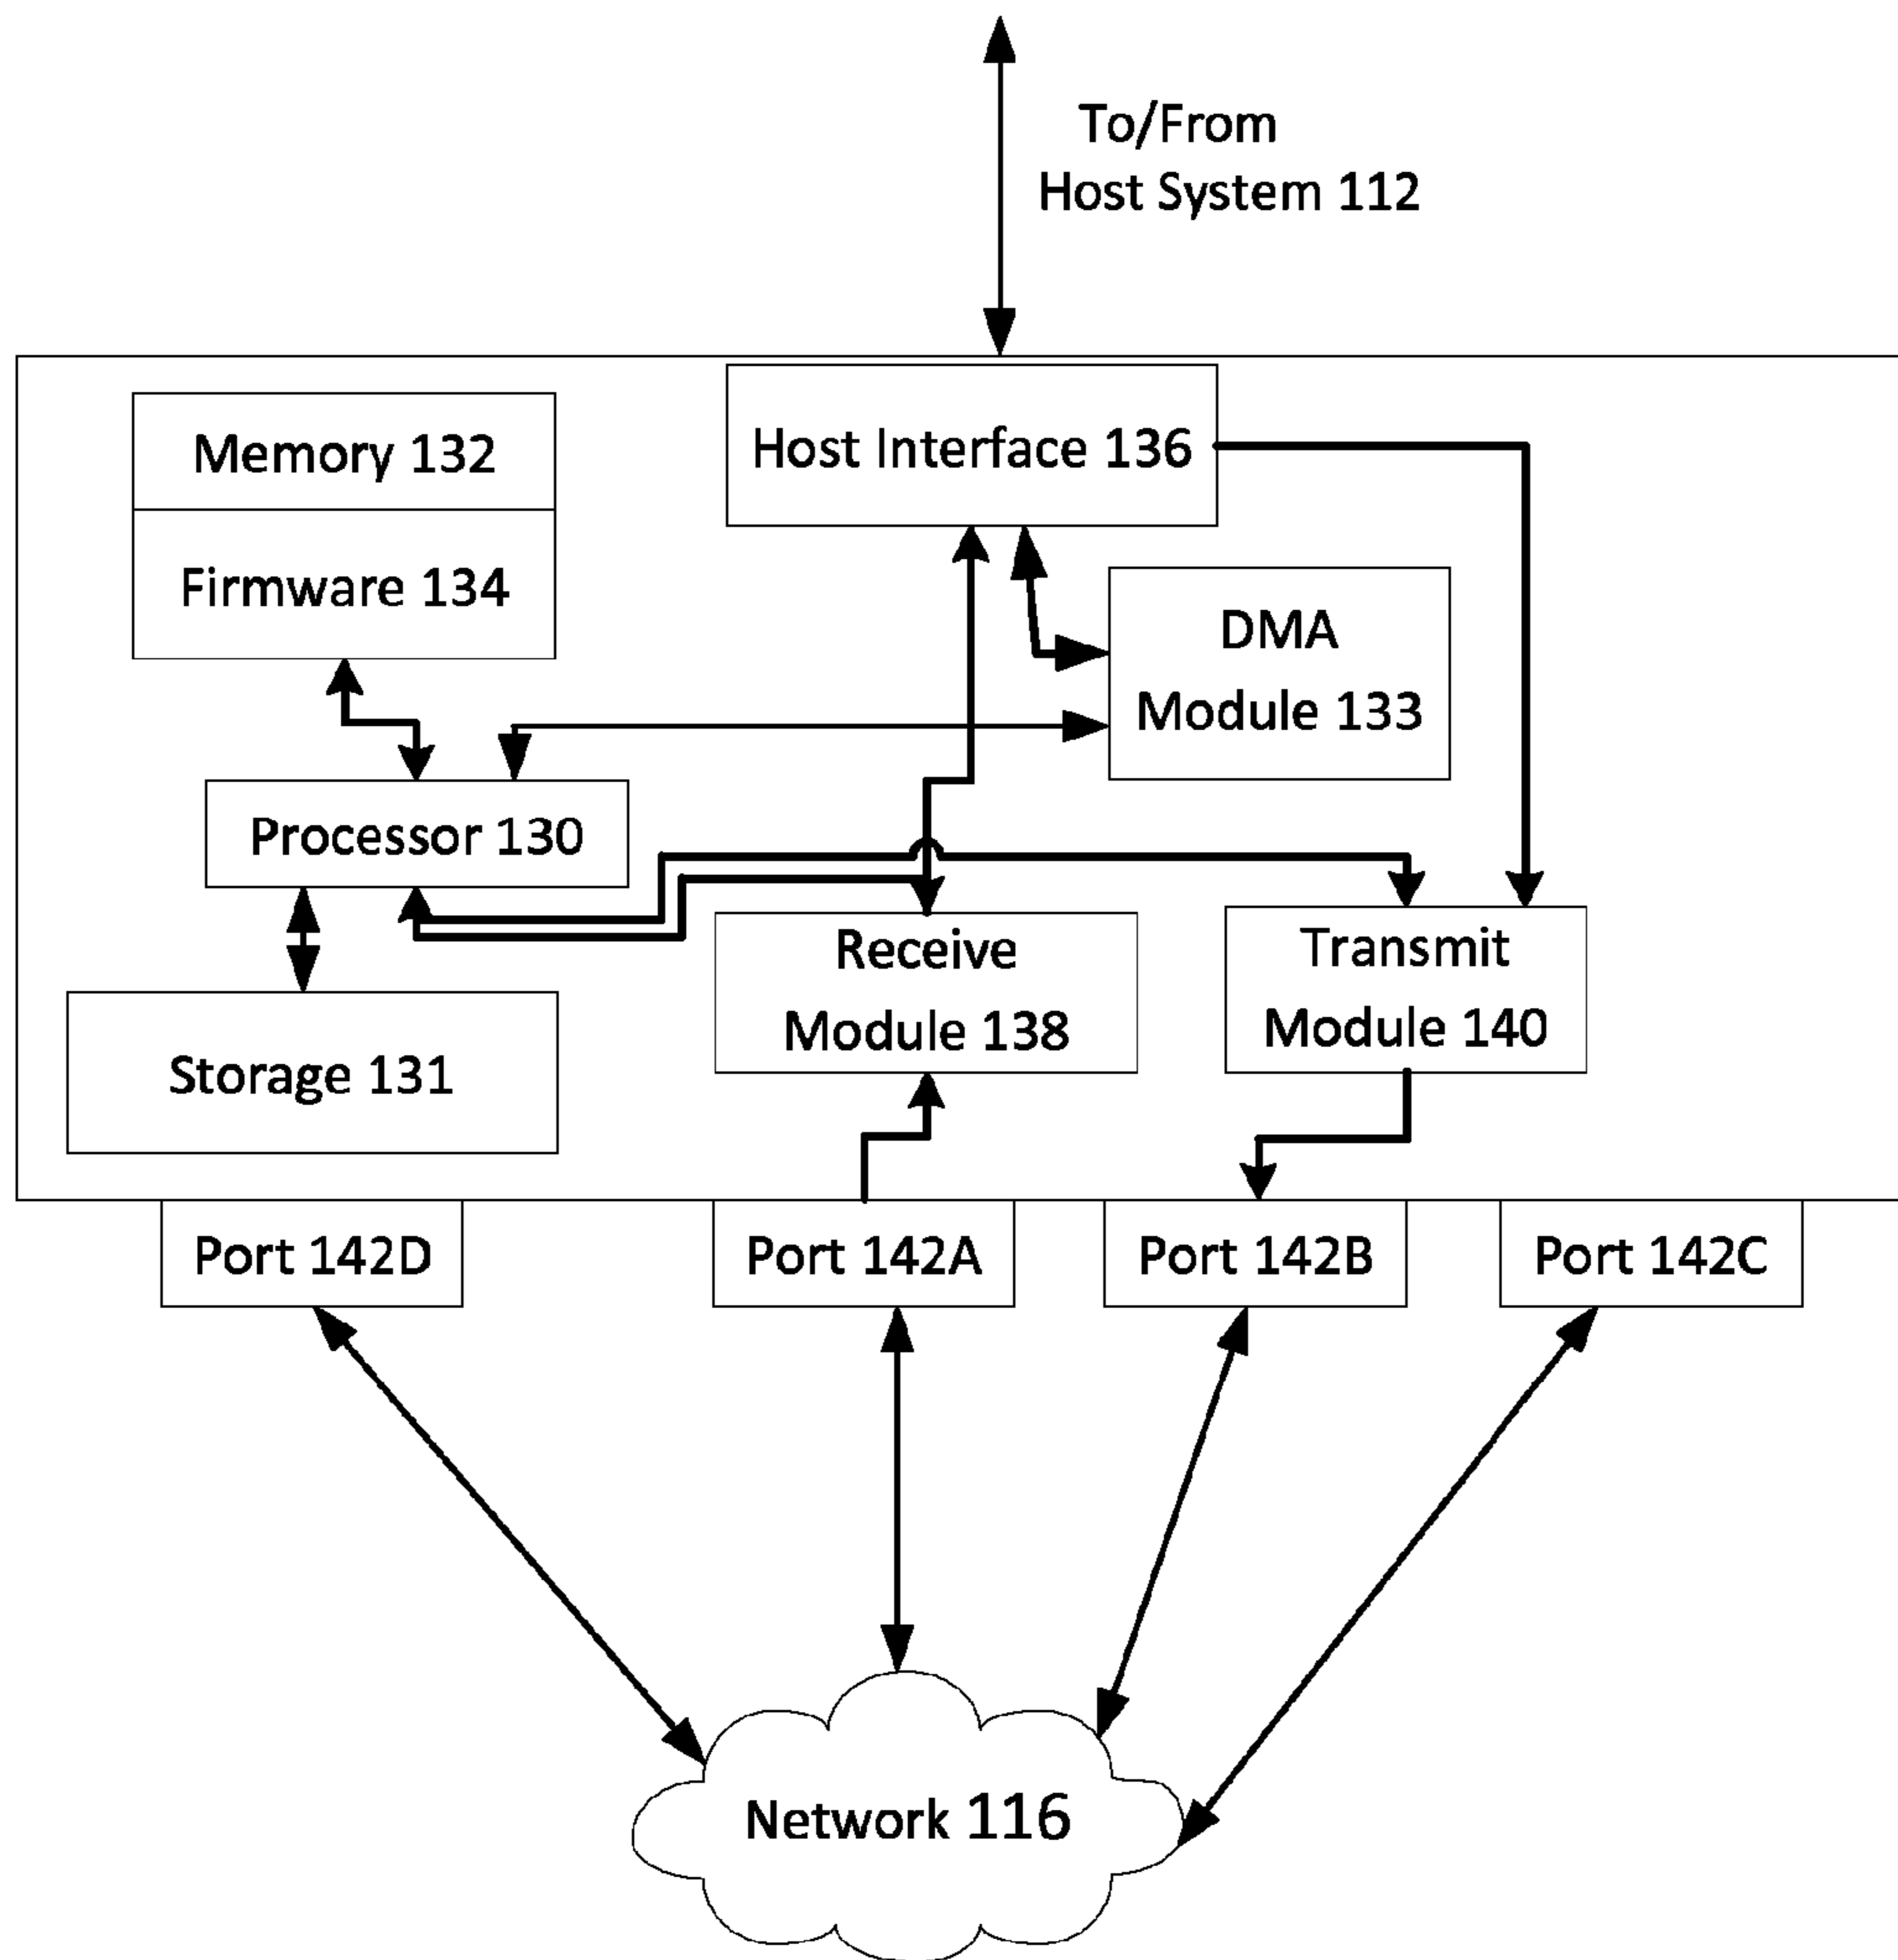 To/From
Host System 112
Memory 132
Host Interface 136
Firmware 134
DMA
Module 133
Processor 130
Receive
Module 138
Transmit
Module 140
Storage 131
Port 142D
Port 142A
Port 142B
Port 142C
Network 116